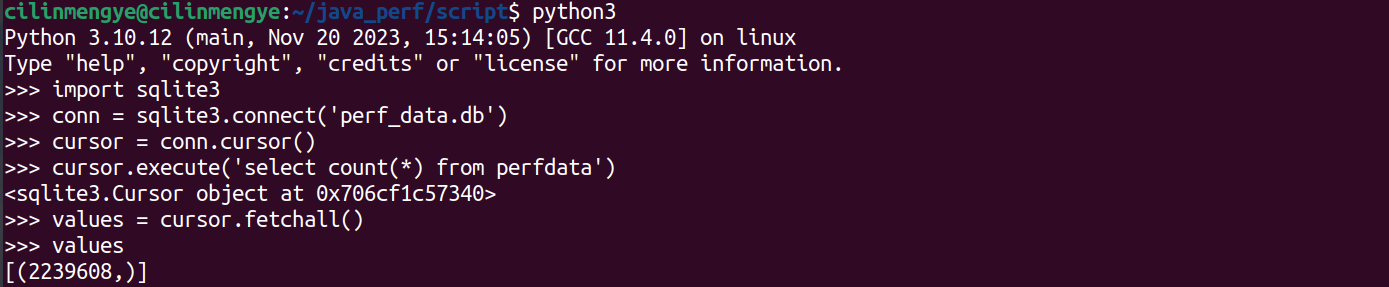 cilinmengye@cilinmengye:~/java_perf/script$ python3
Python 3.10.12 (main, Nov 20 2023, 15:14:05) [GCC 11.4.0] on linux
Type "help", "copyright", "credits" or "license" for more information.
>>> import sqlite3
>>> conn = sqlite3.connect('perf_data.db')
>>> cursor = conn.cursor()
>>> cursor.execute('select count(*) from perfdata')
<sqlite3.Cursor object at 0x706cf1c57340>
>>> values = cursor.fetchall()
>>> values
[(2239608,)]